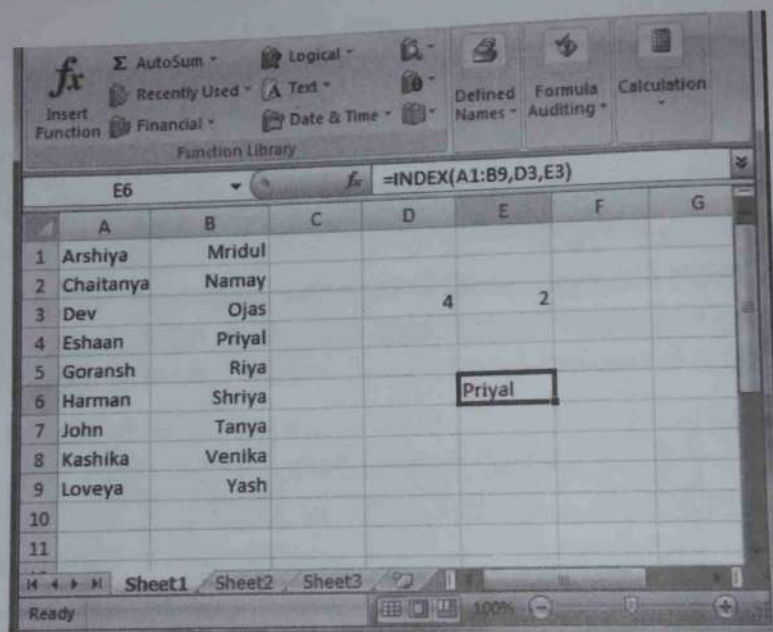 Σ AutoSum Logical
Recently Used A Text
Insert Function
Financial Date & Time
Defined Names
Formula Auditing
Calculation
Function Library
E6 fx =INDEX(A1:B9,D3,E3)
A B C D E F G
1 Arshiya Mridul
2 Chaitanya Namay
3 Dev Ojas 4 2
4 Eshaan Priyal
5 Goransh Riya
6 Harman Shriya Priyal
7 John Tanya
8 Kashika Venika
9 Loveya Yash
10
11
Sheet1 Sheet2 Sheet3
Ready 100%